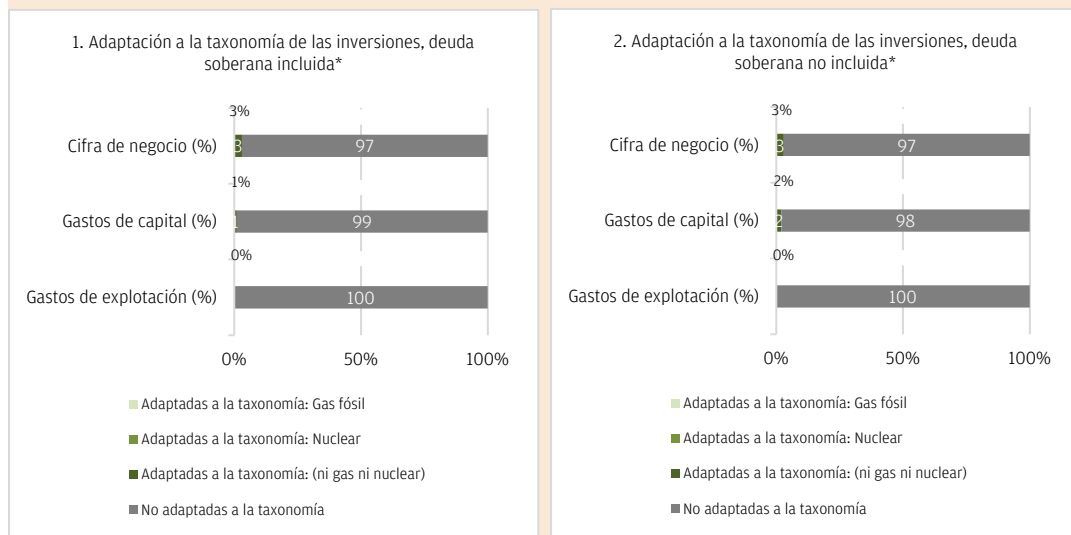 1. Adaptación a la taxonomía de las inversiones, deuda
soberana incluida*
3%
Cifra de negocio (%)
3
97
1%
Gastos de capital (%)
1
99
0%
Gastos de explotación (%)
100
0%
50%
100%
Adaptadas a la taxonomía: Gas fósil
Adaptadas a la taxonomía: Nuclear
Adaptadas a la taxonomía: (ni gas ni nuclear)
No adaptadas a la taxonomía
2. Adaptación a la taxonomía de las inversiones, deuda
soberana no incluida*
3%
Cifra de negocio (%)
3
97
2%
Gastos de capital (%)
2
98
0%
Gastos de explotación (%)
100
0%
50%
100%
Adaptadas a la taxonomía: Gas fósil
Adaptadas a la taxonomía: Nuclear
Adaptadas a la taxonomía: (ni gas ni nuclear)
No adaptadas a la taxonomía